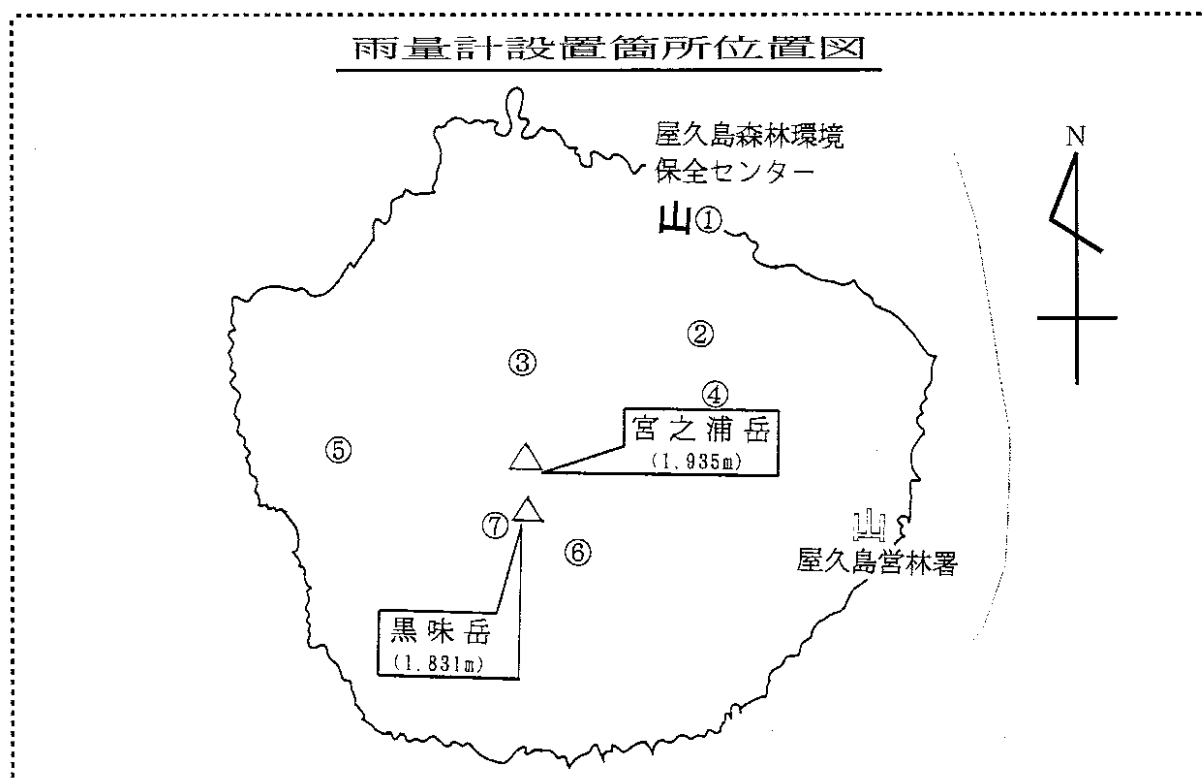 雨量計設置箇所位置図
屋久島森林環境
保全センター
山①
N
②
③
④
宮之浦岳
(1.935m)
⑤
⑦
⑥
山
屋久島営林署
黒味岳
(1.831m)